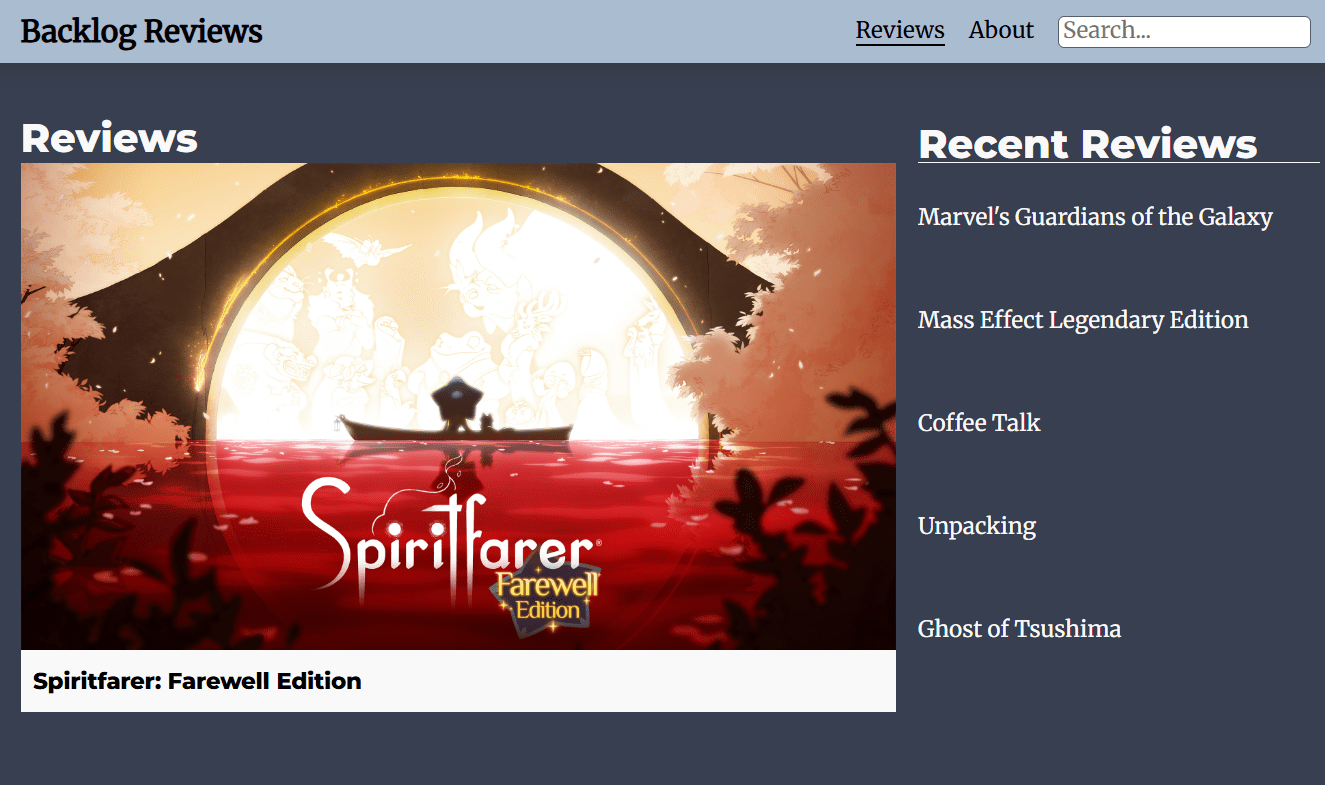 Backlog Reviews
Reviews
About
Search...
Reviews
Spiritfarer®
Farewell
Edition
Spiritfarer: Farewell Edition
Recent Reviews
Marvel's Guardians of the Galaxy
Mass Effect Legendary Edition
Coffee Talk
Unpacking
Ghost of Tsushima